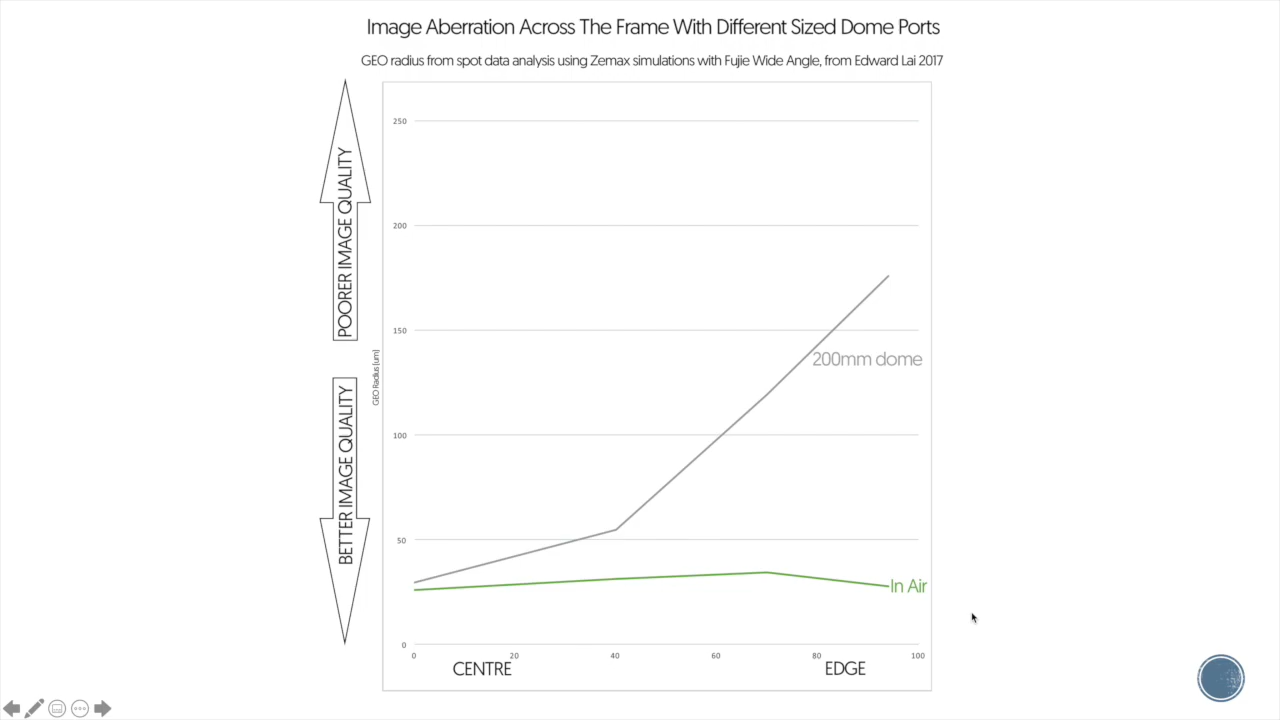 Image Aberration Across The Frame With Different Sized Dome Ports
GEO radius from spot data analysis using Zemax simulations with Fujie Wide Angle, from Edward Lai 2017
POORER IMAGE QUALITY
BETTER IMAGE QUALITY
GEO Radius (um)
250
200
150
100
50
0
200mm dome
In Air
0 20 40 60 80 100
CENTRE EDGE